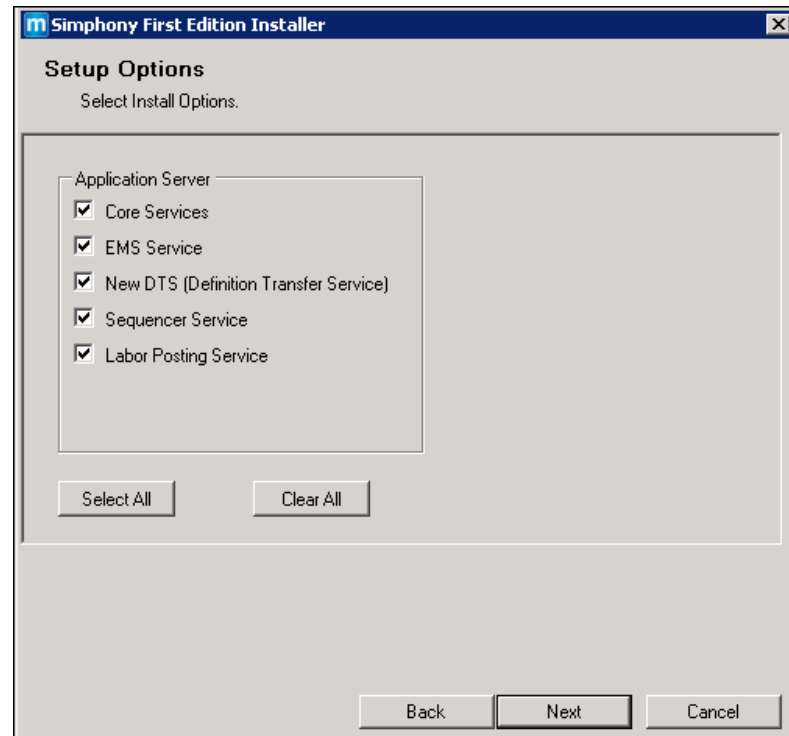 m Simphony First Edition Installer
Setup Options
Select Install Options.
Application Server
Core Services
EMS Service
New DTS (Definition Transfer Service)
Sequencer Service
Labor Posting Service
Select All Clear All
Back Next Cancel